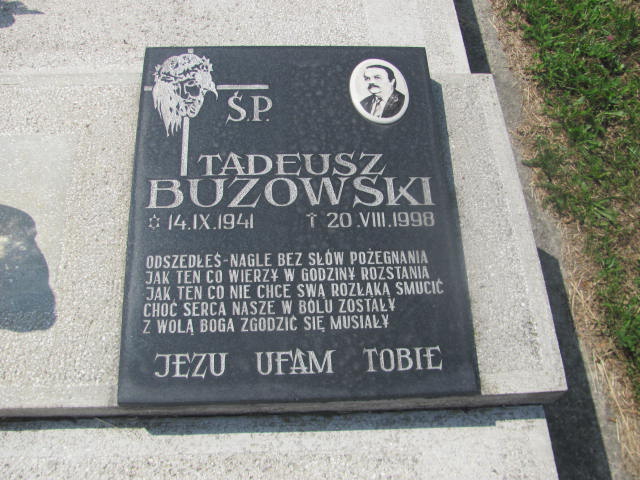 Ś.P.
TADEUSZ
BUZOWSKI
✡ 14.IX.1941 † 20.VIII.1998
ODSZEDŁEŚ-NAGLE BEZ SŁÓW POŻEGNANIA
JAK TEN CO WIERZY W GODZINY ROZSTANIA
JAK TEN CO NIE CHCE SWĄ ROZŁĄKĄ SMUCIĆ
CHOĆ SERCA NASZE W BÓLU ZOSTAŁY
Z WOLĄ BOGA ZGODZIĆ SIĘ MUSIAŁY
JEZU UFAM TOBIE